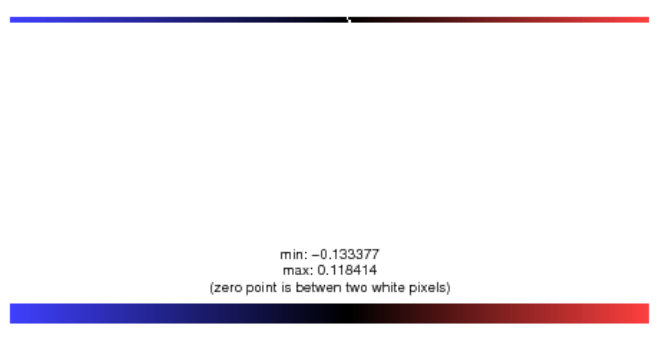 min: −0.133377
max: 0.118414
(zero point is betwen two white pixels)